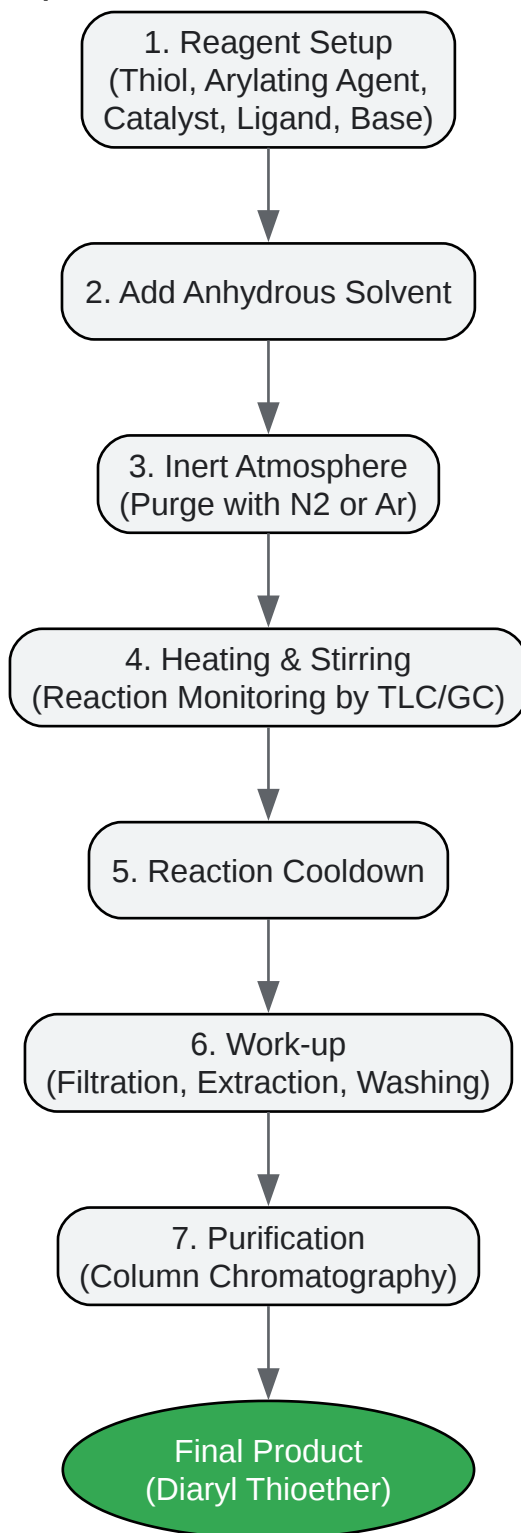 1. Reagent Setup
(Thiol, Arylating Agent,
Catalyst, Ligand, Base)
2. Add Anhydrous Solvent
3. Inert Atmosphere
(Purge with N2 or Ar)
4. Heating & Stirring
(Reaction Monitoring by TLC/GC)
5. Reaction Cooldown
6. Work-up
(Filtration, Extraction, Washing)
7. Purification
(Column Chromatography)
Final Product
(Diaryl Thioether)